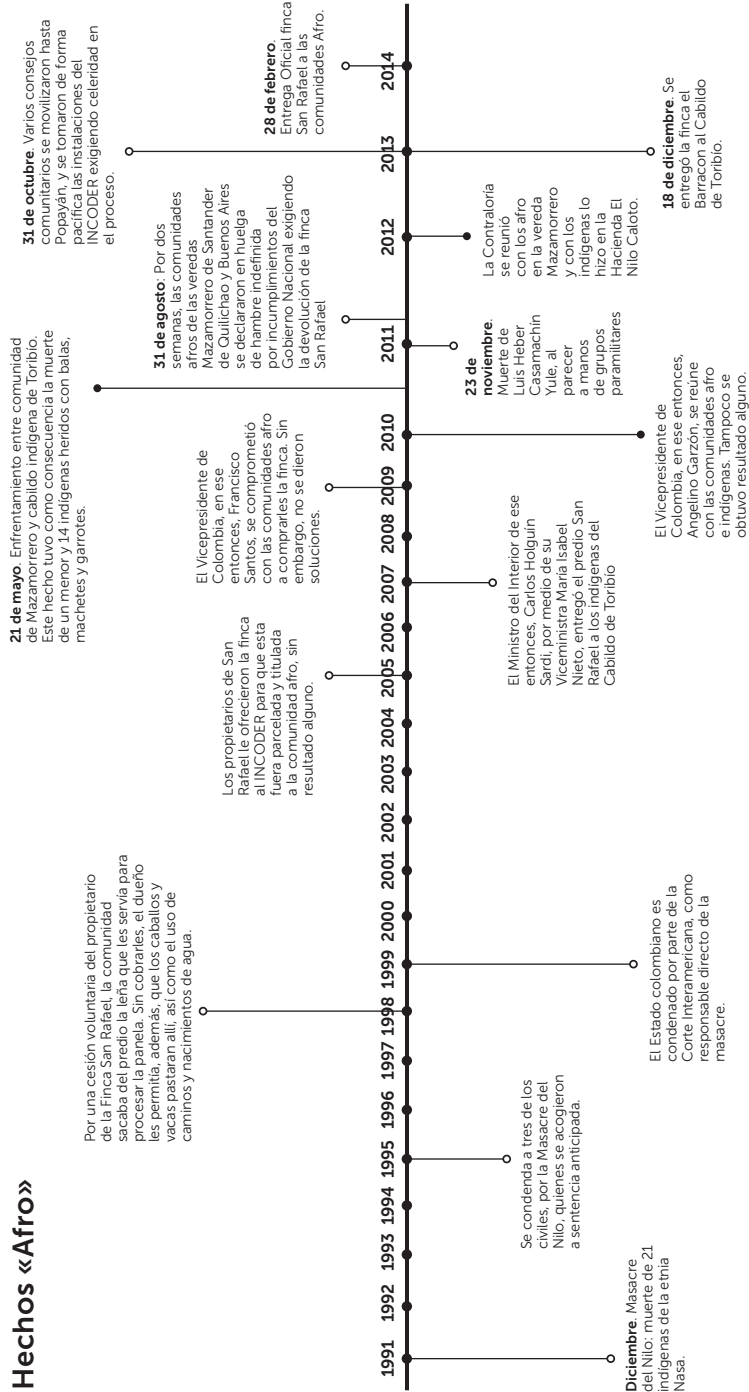 Hechos «Afro»
Por una cesión voluntaria del propietario
de la Finca San Rafael, la comunidad
sacaba del predio la leña que les servía para
procesar la panela. Sin cobrarles, el dueño
les permitía, además, que los caballos y
vacas pastaran allí, así como el uso de
caminos y nacimientos de agua.
Los propietarios de San
Rafael le ofrecieron la finca
al INCODER para que esta
fuera parcelada y titulada
a la comunidad afro, sin
resultado alguno.
El Vicepresidente de
Colombia, en ese
entonces, Francisco
Santos, se comprometió
con las comunidades afro
a comprarles la finca. Sin
embargo, no se dieron
soluciones.
21 de mayo. Enfrentamiento entre comunidad
de Mazamorrero y cabildo indígena de Toribío.
Este hecho tuvo como consecuencia la muerte
de un menor y 14 indígenas heridos con balas,
machetes y garrotes.
31 de agosto: Por dos
semanas, las comunidades
afros de las veredas
Mazamorrero de Santander
de Quilichao y Buenos Aires
se declararon en huelga
de hambre indefinida
por incumplimientos del
Gobierno Nacional exigiendo
la devolución de la finca
San Rafael
31 de octubre. Varios consejos
comunitarios se movilizaron hasta
Popayán, y se tomaron de forma
pacífica las instalaciones del
INCODER exigiendo celeridad en
el proceso.
28 de febrero.
Entrega Oficial finca
San Rafael a las
comunidades Afro.
1991 1992 1993 1994 1995 1996 1997 1998 1999 2000 2001 2002 2003 2004 2005 2006 2007 2008 2009 2010 2011 2012 2013 2014
Diciembre. Masacre
del Nilo: muerte de 21
indígenas de la etnia
Nasa.
Se condenda a tres de los
civiles, por la Masacre del
Nilo, quienes se acogieron
a sentencia anticipada.
El Estado colombiano es
condenado por parte de la
Corte Interamericana, como
responsable directo de la
masacre.
El Ministro del Interior de ese
entonces, Carlos Holguín
Sardi, por medio de su
Viceministra María Isabel
Nieto, entregó el predio San
Rafael a los indígenas del
Cabildo de Toribío
El Vicepresidente de
Colombia, en ese entonces,
Angelino Garzón, se reúne
con las comunidades afro
e indígenas. Tampoco se
obtuvo resultado alguno.
23 de
noviembre.
Muerte de
Luis Heber
Casamachín
Yule, al
parecer
a manos
de grupos
paramilitares
La Contraloría
se reunió
con los afro
en la vereda
Mazamorrero
y con los
indígenas lo
hizo en la
Hacienda El
Nilo Caloto.
18 de diciembre. Se
entregó la finca el
Barracon al Cabildo
de Toribío.